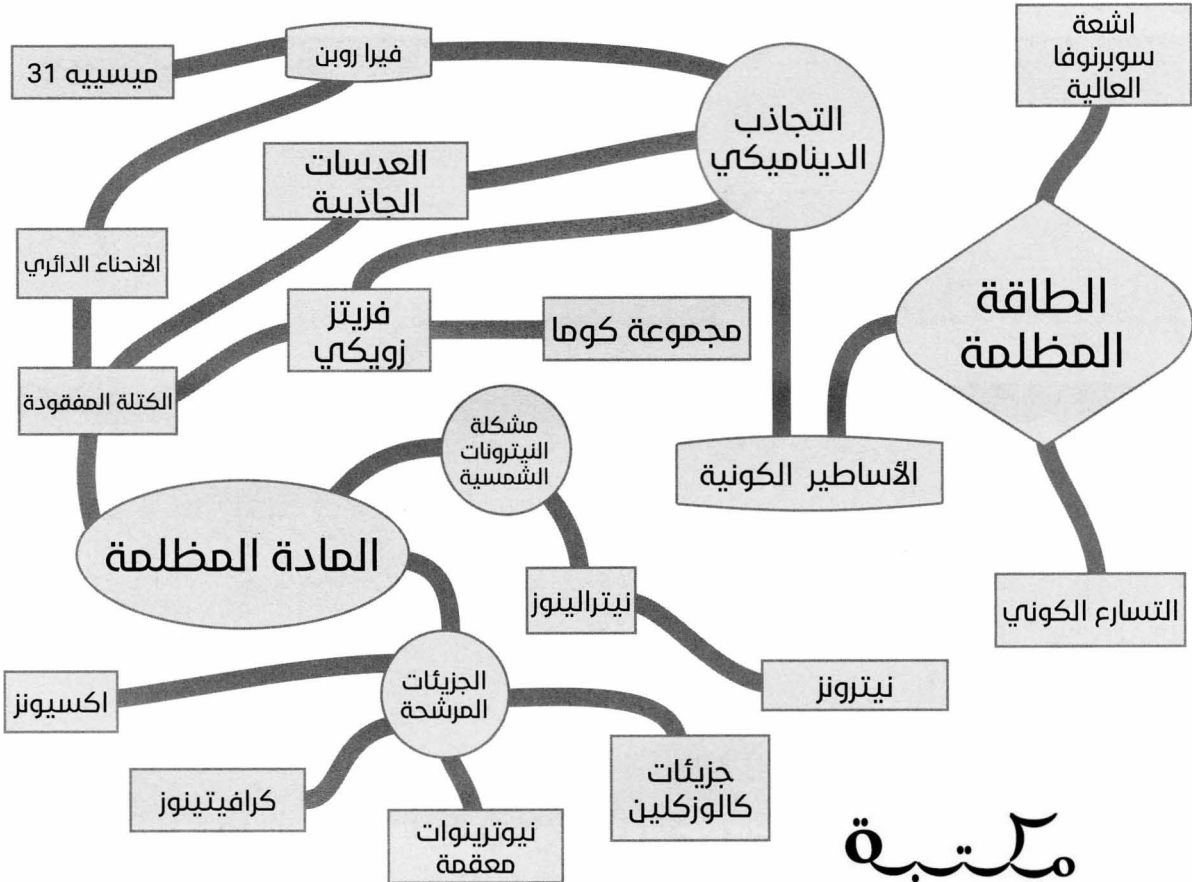 اشعة
سوبرنوفا
العالية
فيرا روبن
ميسييه 31
التجاذب
الديناميكي
العدسات
الجاذبية
الانحناء الدائري
الطاقة
المظلمة
فزيتز
زويكي
مجموعة كوما
الكتلة المفقودة
مشكلة
النيترونات
الشمسية
الأساطير الكونية
المادة المظلمة
نيترالينوز
التسارع الكوني
الجزيئات
المرشحة
نيترونز
اكسيونز
جزيئات
كالوزكلين
كرافيتينوز
نيوترينوات
معقمة
مكتبة